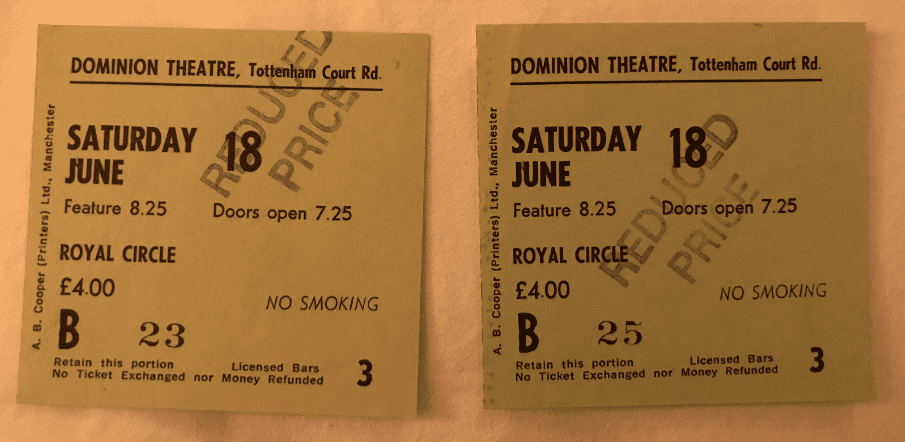 DOMINION THEATRE, Tottenham Court Rd.
SATURDAY 18
JUNE
Feature 8.25 Doors open 7.25
ROYAL CIRCLE
£4.00
NO SMOKING
B 23
Retain this portion Licensed Bars
No Ticket Exchanged nor Money Refunded 3
A. B. Cooper (Printers) Ltd., Manchester
REDUCED
PRICE
DOMINION THEATRE, Tottenham Court Rd.
SATURDAY 18
JUNE
Feature 8.25 Doors open 7.25
ROYAL CIRCLE
£4.00
NO SMOKING
B 25
Retain this portion Licensed Bars
No Ticket Exchanged nor Money Refunded 3
A. B. Cooper (Printers) Ltd., Manchester
REDUCED
PRICE